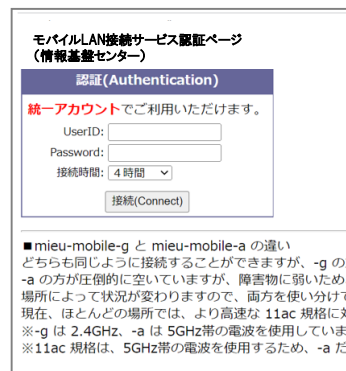 モバイルLAN接続サービス認証ページ
（情報基盤センター）
認証(Authentication)
統一アカウントでご利用いただけます。
UserID:
Password:
接続時間: 4時間
接続(Connect)
■mieu-mobile-g と mieu-mobile-a の違い
どちらも同じように接続することができますが、-g の
-a の方が圧倒的に空いていますが、障害物に弱いため
場所によって状況が変わりますので、両方を使い分けて
現在、ほとんどの場所では、より高速な 11ac 規格に対
※-g は 2.4GHz、-a は 5GHz帯の電波を使用していま
※11ac 規格は、5GHz帯の電波を使用するため、-a だ